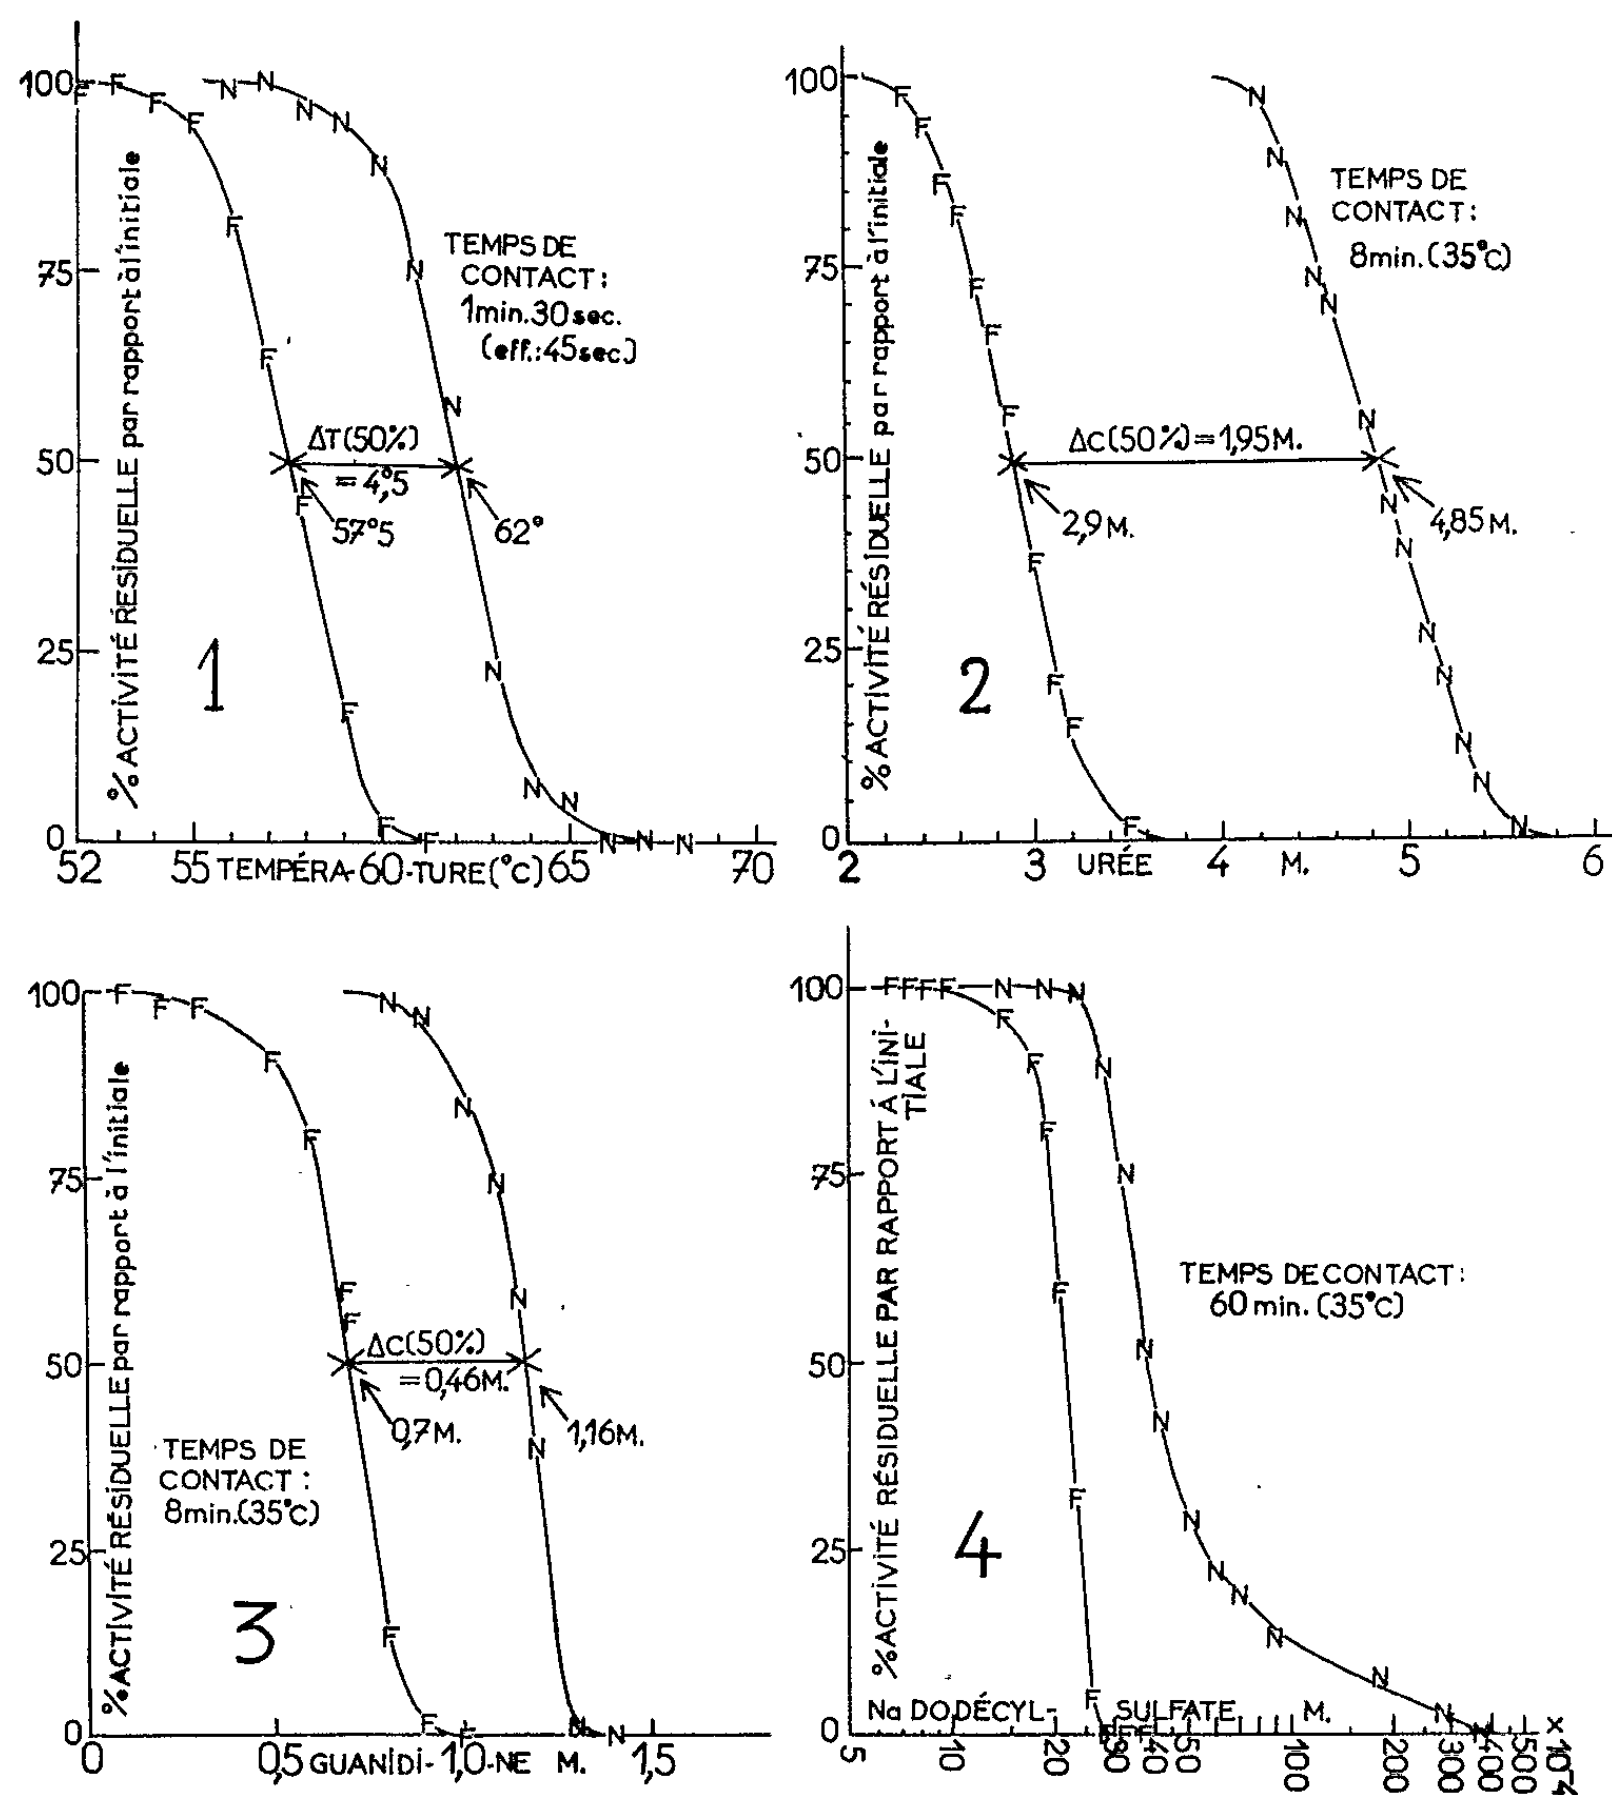 100
75
50
25
0
% ACTIVITÉ RÉSIDUELLE par rapport à l'initiale
TEMPS DE
CONTACT:
1min.30sec.
(eff.:45sec)
ΔT(50%)
=4°,5
57°5
62°
1
52 55 60 65 70
TEMPÉRA-TURE(°C)
100
75
50
25
0
% ACTIVITÉ RÉSIDUELLE par rapport à l'initiale
TEMPS DE
CONTACT:
8min.(35°C)
ΔC(50%)=1,95M.
2,9M.
4,85M.
2
2 3 4 5 6
URÉE M.
100
75
50
25
0
% ACTIVITÉ RÉSIDUELLE par rapport à l'initiale
ΔC(50%)
=0,46M.
0,7M.
1,16M.
TEMPS DE
CONTACT:
8min.(35°C)
3
0 0,5 1,0 1,5
GUANIDI-NE M.
100
75
50
25
0
% ACTIVITÉ RÉSIDUELLE PAR RAPPORT À L'INI-
TIALE
TEMPS DE CONTACT:
60min.(35°C)
4
Na DODÉCYL-SULFATE M.
5 10 20 30 40 50 100 200 300 400 500 ×10⁻⁴